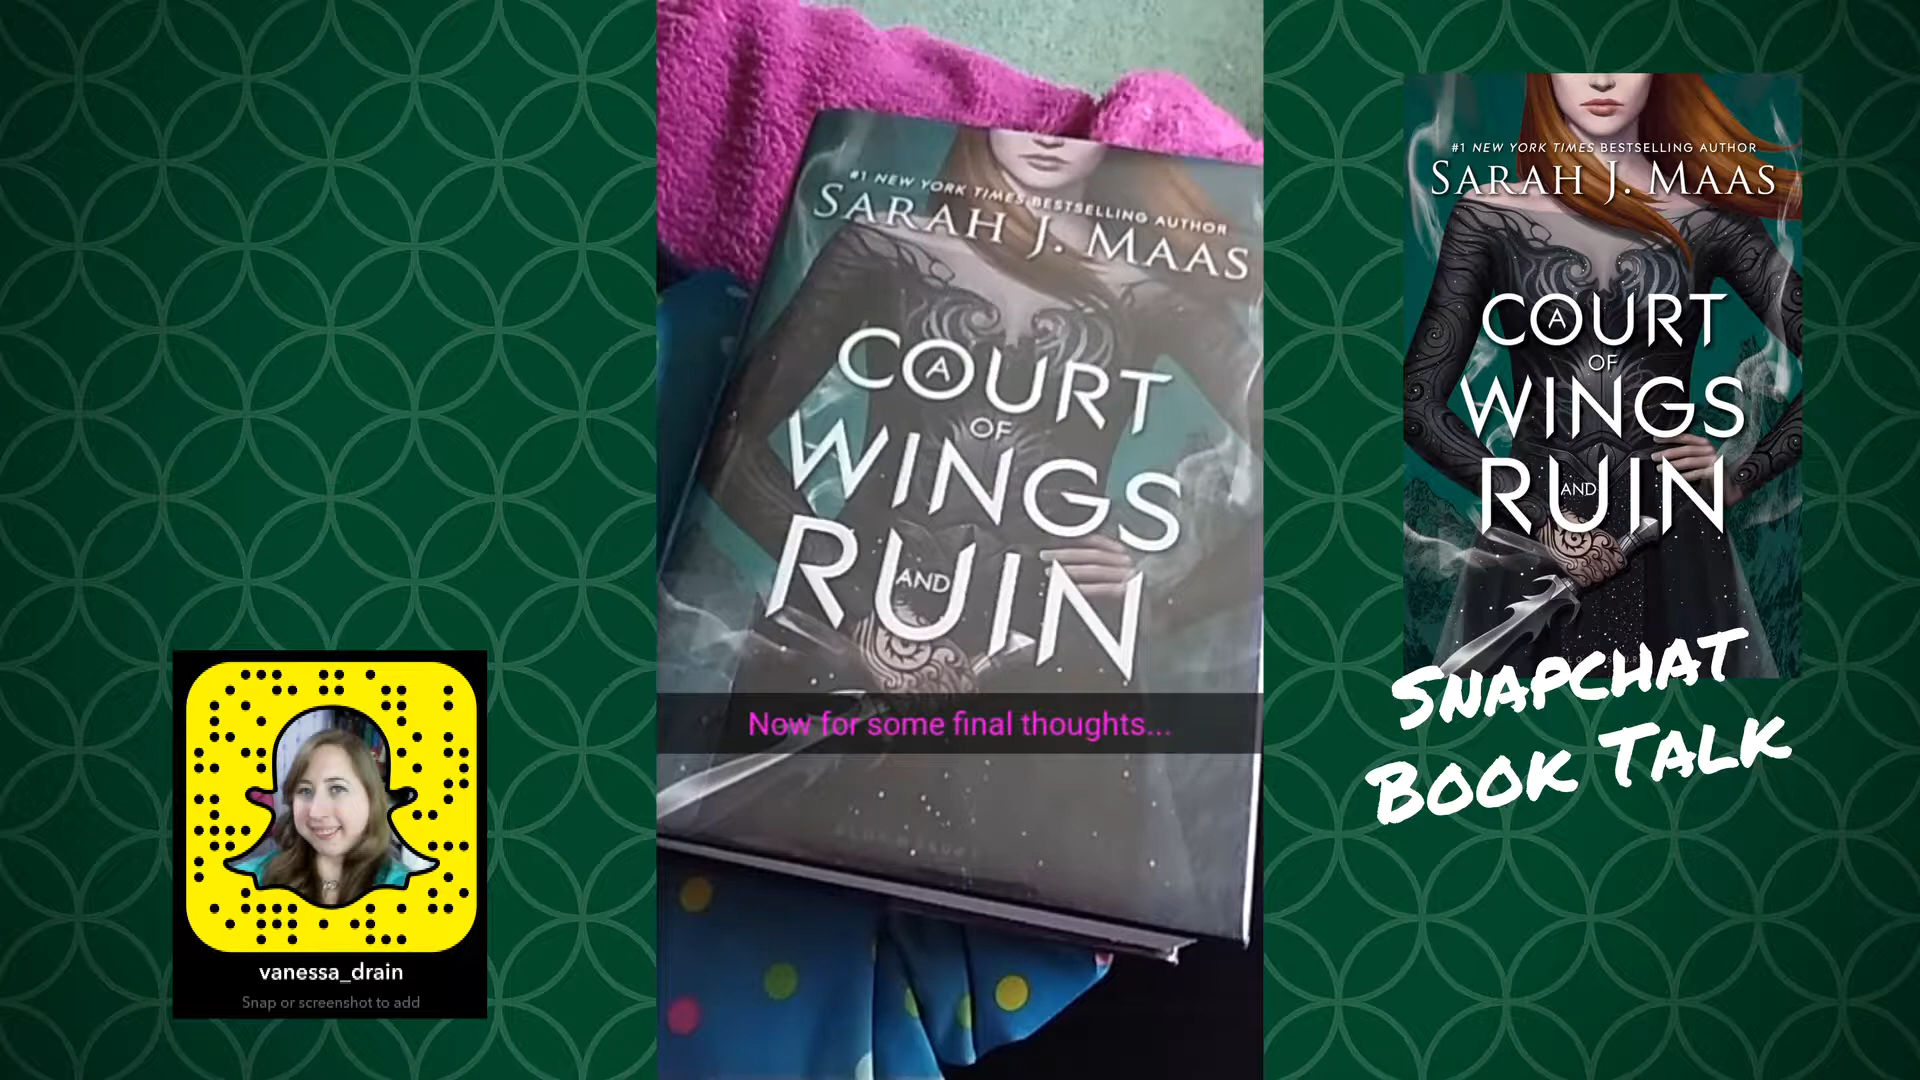 #1 NEW YORK TIMES BESTSELLING AUTHOR
SARAH J. MAAS
A
COURT
OF
WINGS
AND
RUIN
Now for some final thoughts...
#1 NEW YORK TIMES BESTSELLING AUTHOR
SARAH J. MAAS
A
COURT
OF
WINGS
AND
RUIN
SNAPCHAT
BOOK TALK
vanessa_drain
Snap or screenshot to add